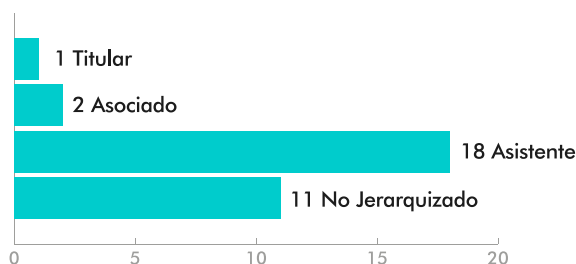 1 Titular
2 Asociado
18 Asistente
11 No Jerarquizado
0 5 10 15 20